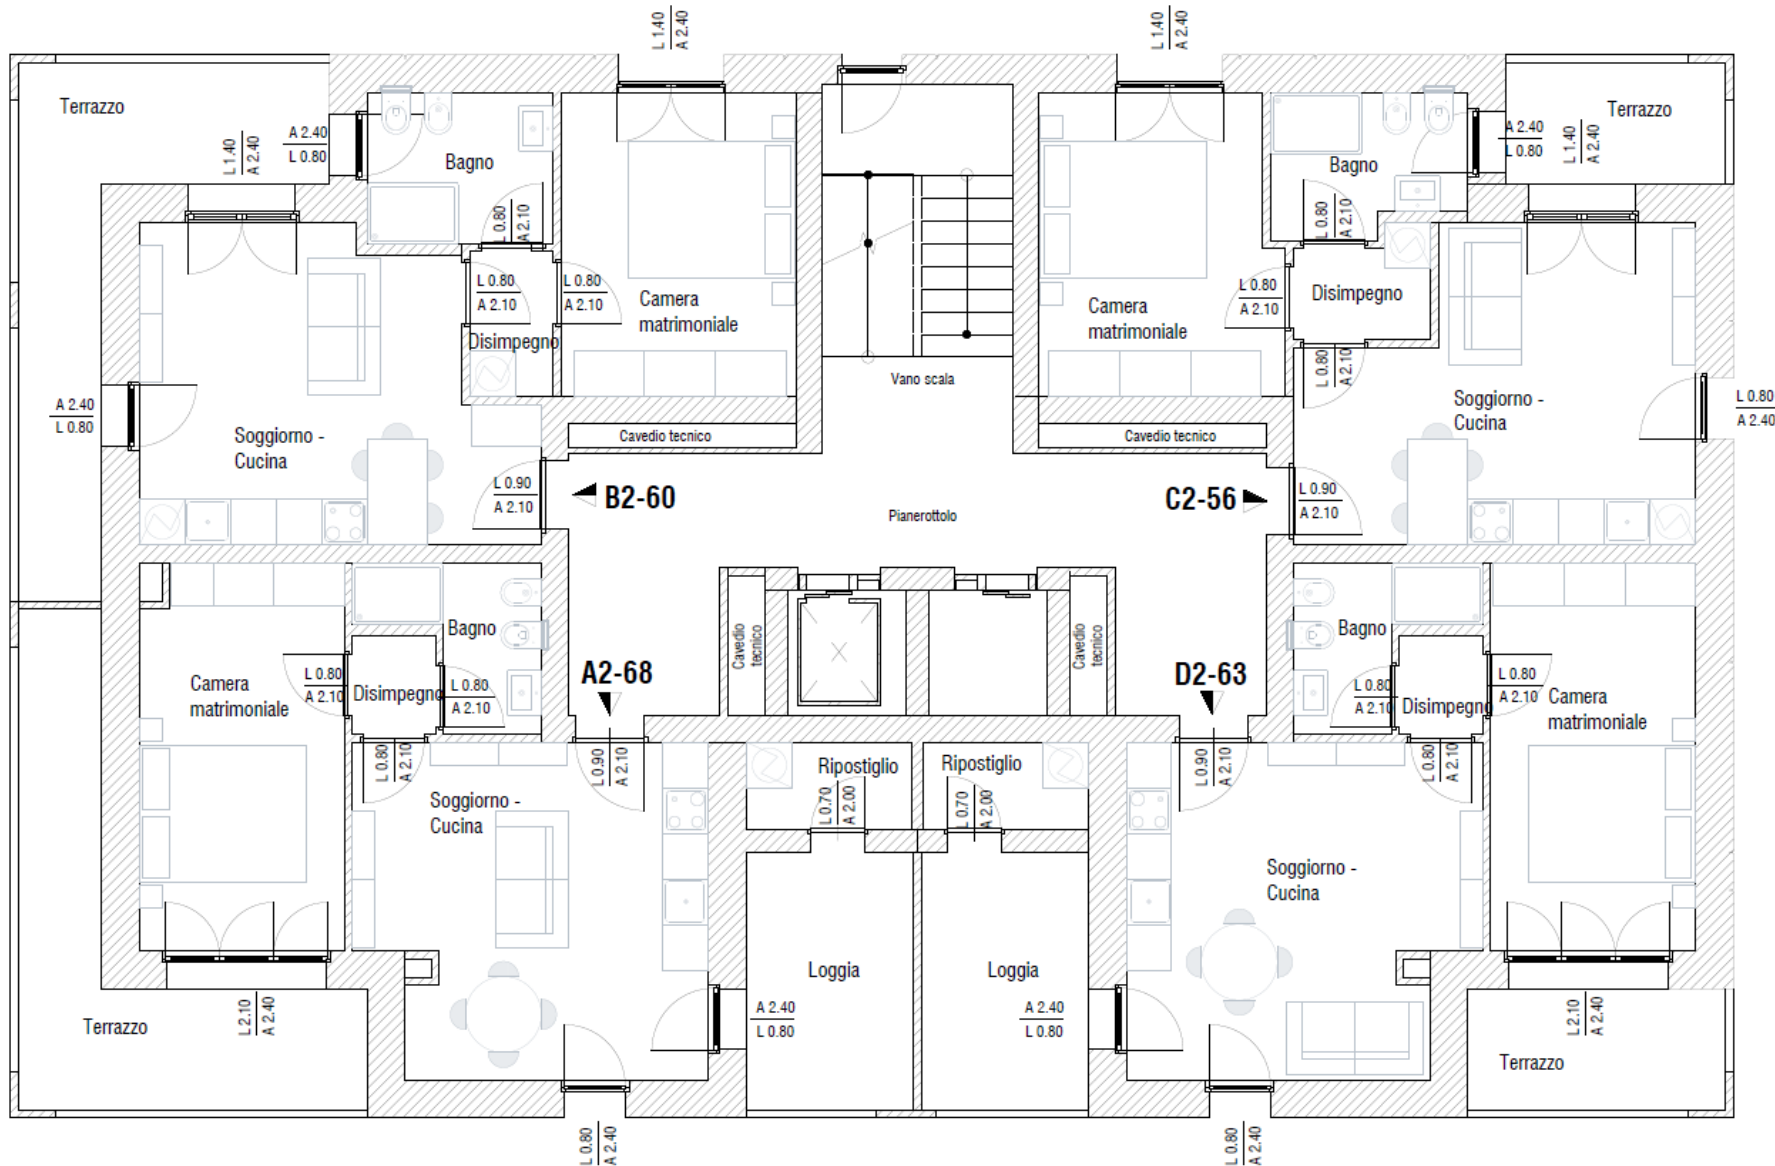 L 1.40
A 2.40
L 1.40
A 2.40
Terrazzo
L 1.40
A 2.40
A 2.40
L 0.80
Bagno
L 0.80
A 2.10
L 0.80
A 2.10
L 0.80
A 2.10
Disimpegno
Camera
matrimoniale
Vano scala
Camera
matrimoniale
Bagno
L 0.80
A 2.10
L 0.80
A 2.10
Disimpegno
L 0.80
A 2.10
A 2.40
L 0.80
L 1.40
A 2.40
Terrazzo
A 2.40
L 0.80
Soggiorno -
Cucina
Cavedio tecnico
Cavedio tecnico
Soggiorno -
Cucina
L 0.80
A 2.40
L 0.90
A 2.10
B2-60
Pianerottolo
C2-56
L 0.90
A 2.10
Camera
matrimoniale
L 0.80
A 2.10
Disimpegno
Bagno
L 0.80
A 2.10
L 0.80
A 2.10
A2-68
Cavedio
tecnico
Cavedio
tecnico
D2-63
Bagno
L 0.80
A 2.10
Disimpegno
L 0.80
A 2.10
Camera
matrimoniale
L 0.80
A 2.10
L 0.90
A 2.10
Soggiorno -
Cucina
Ripostiglio
L 0.70
A 2.00
Ripostiglio
L 0.70
A 2.00
L 0.90
A 2.10
Soggiorno -
Cucina
Terrazzo
L 2.10
A 2.40
Loggia
A 2.40
L 0.80
Loggia
A 2.40
L 0.80
L 2.10
A 2.40
Terrazzo
L 0.80
A 2.40
L 0.80
A 2.40